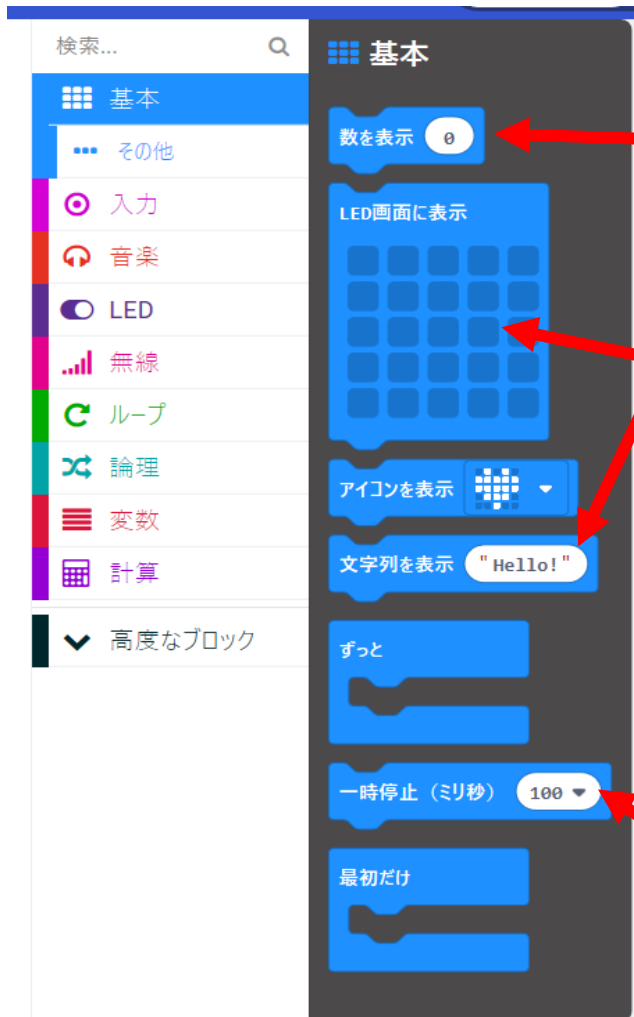 検索...
基本
その他
入力
音楽
LED
無線
ループ
論理
変数
計算
高度なブロック
基本
数を表示 0
LED画面に表示
アイコンを表示
文字列を表示 "Hello!"
ずっと
一時停止（ミリ秒） 100
最初だけ